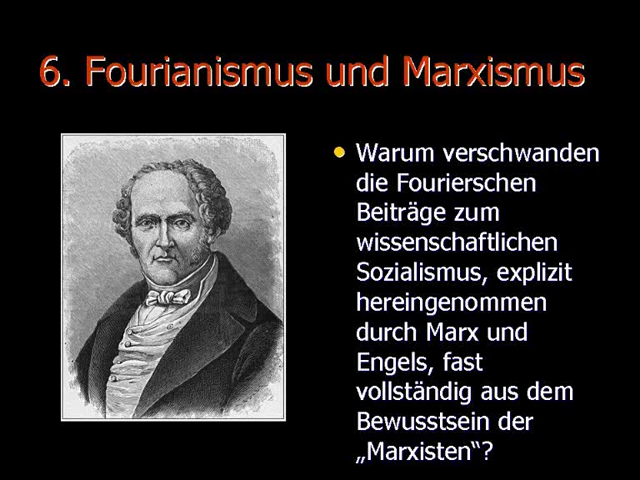 6. Fourianismus und Marxismus
• Warum verschwanden
die Fourierschen
Beiträge zum
wissenschaftlichen
Sozialismus, explizit
hereingenommen
durch Marx und
Engels, fast
vollständig aus dem
Bewusstsein der
„Marxisten“?